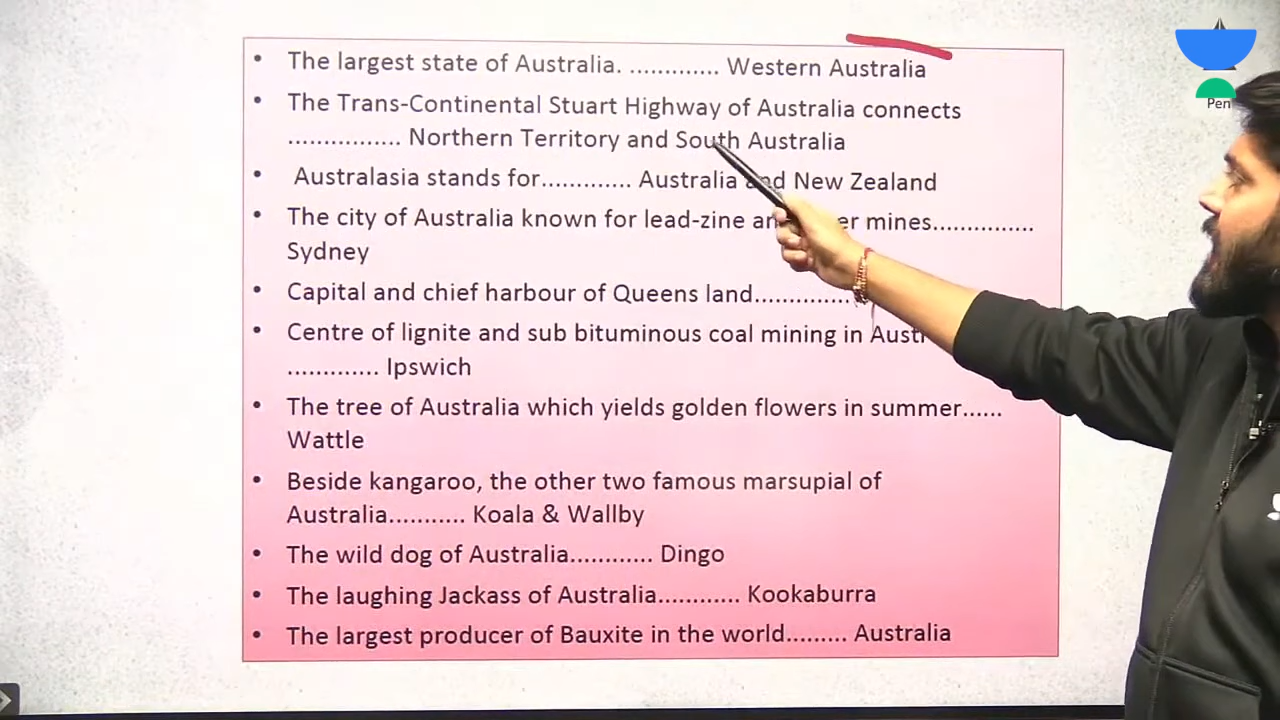 • The largest state of Australia. ............. Western Australia
• The Trans-Continental Stuart Highway of Australia connects
................ Northern Territory and South Australia
• Australasia stands for............. Australia and New Zealand
• The city of Australia known for lead-zine an er mines...............
Sydney
• Capital and chief harbour of Queens land..............
• Centre of lignite and sub bituminous coal mining in
............. Ipswich
• The tree of Australia which yields golden flowers in summer......
Wattle
• Beside kangaroo, the other two famous marsupial of
Australia........... Koala & Wallby
• The wild dog of Australia............ Dingo
• The laughing Jackass of Australia............ Kookaburra
• The largest producer of Bauxite in the world......... Australia
Pen